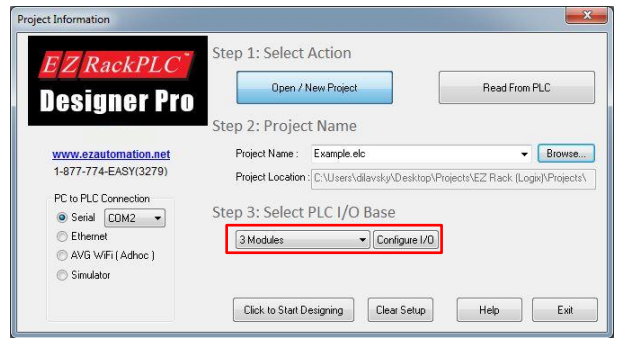 Project Information
EZ RackPLC™
Designer Pro
www.ezautomation.net
1-877-774-EASY(3279)
PC to PLC Connection
Serial COM2
Ethernet
AVG WiFi ( Adhoc )
Simulator
Step 1: Select Action
Open / New Project Read From PLC
Step 2: Project Name
Project Name : Example.elc Browse...
Project Location : C:\Users\dilavsky\Desktop\Projects\EZ Rack (Logix)\Projects\
Step 3: Select PLC I/O Base
3 Modules Configure I/O
Click to Start Designing Clear Setup Help Exit